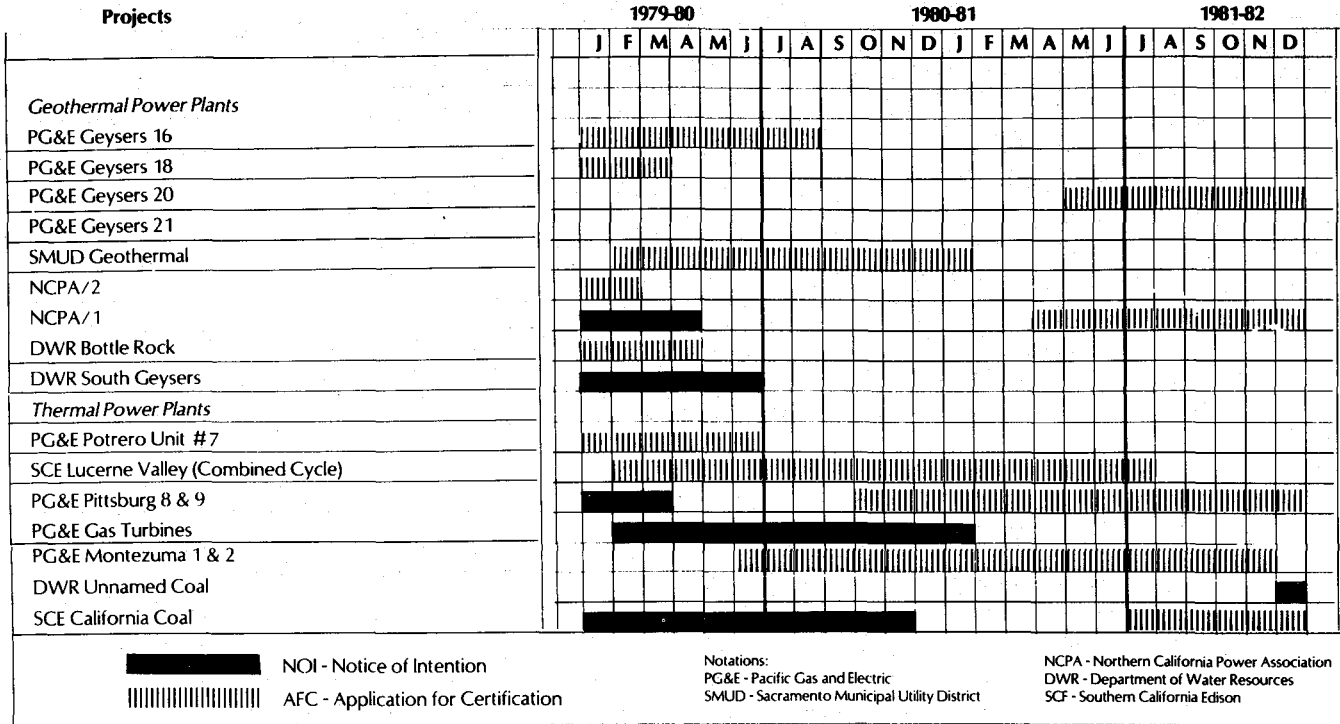 Projects 1979-80 1980-81 1981-82
J F M A M J J A S O N D J F M A M J J A S O N D
Geothermal Power Plants
PG&E Geysers 16
PG&E Geysers 18
PG&E Geysers 20
PG&E Geysers 21
SMUD Geothermal
NCPA/2
NCPA/1
DWR Bottle Rock
DWR South Geysers
Thermal Power Plants
PG&E Potrero Unit #7
SCE Lucerne Valley (Combined Cycle)
PG&E Pittsburg 8 & 9
PG&E Gas Turbines
PG&E Montezuma 1 & 2
DWR Unnamed Coal
SCE California Coal
NOI - Notice of Intention
AFC - Application for Certification
Notations:
PG&E - Pacific Gas and Electric
SMUD - Sacramento Municipal Utility District
NCPA - Northern California Power Association
DWR - Department of Water Resources
SCF - Southern California Edison